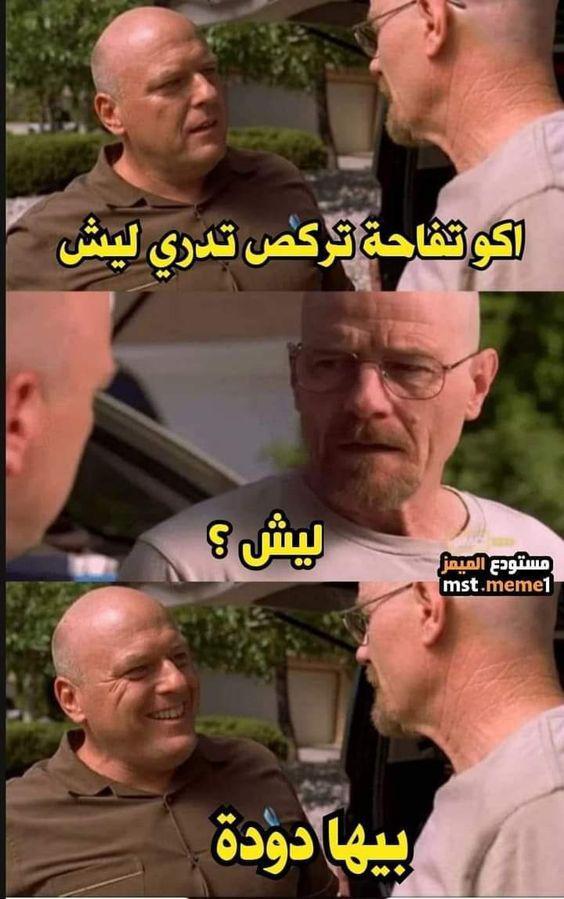 اكو تفاحة تركص تدري ليش
ليش ؟
مستودع الميمز
mst.meme1
بيها دودة